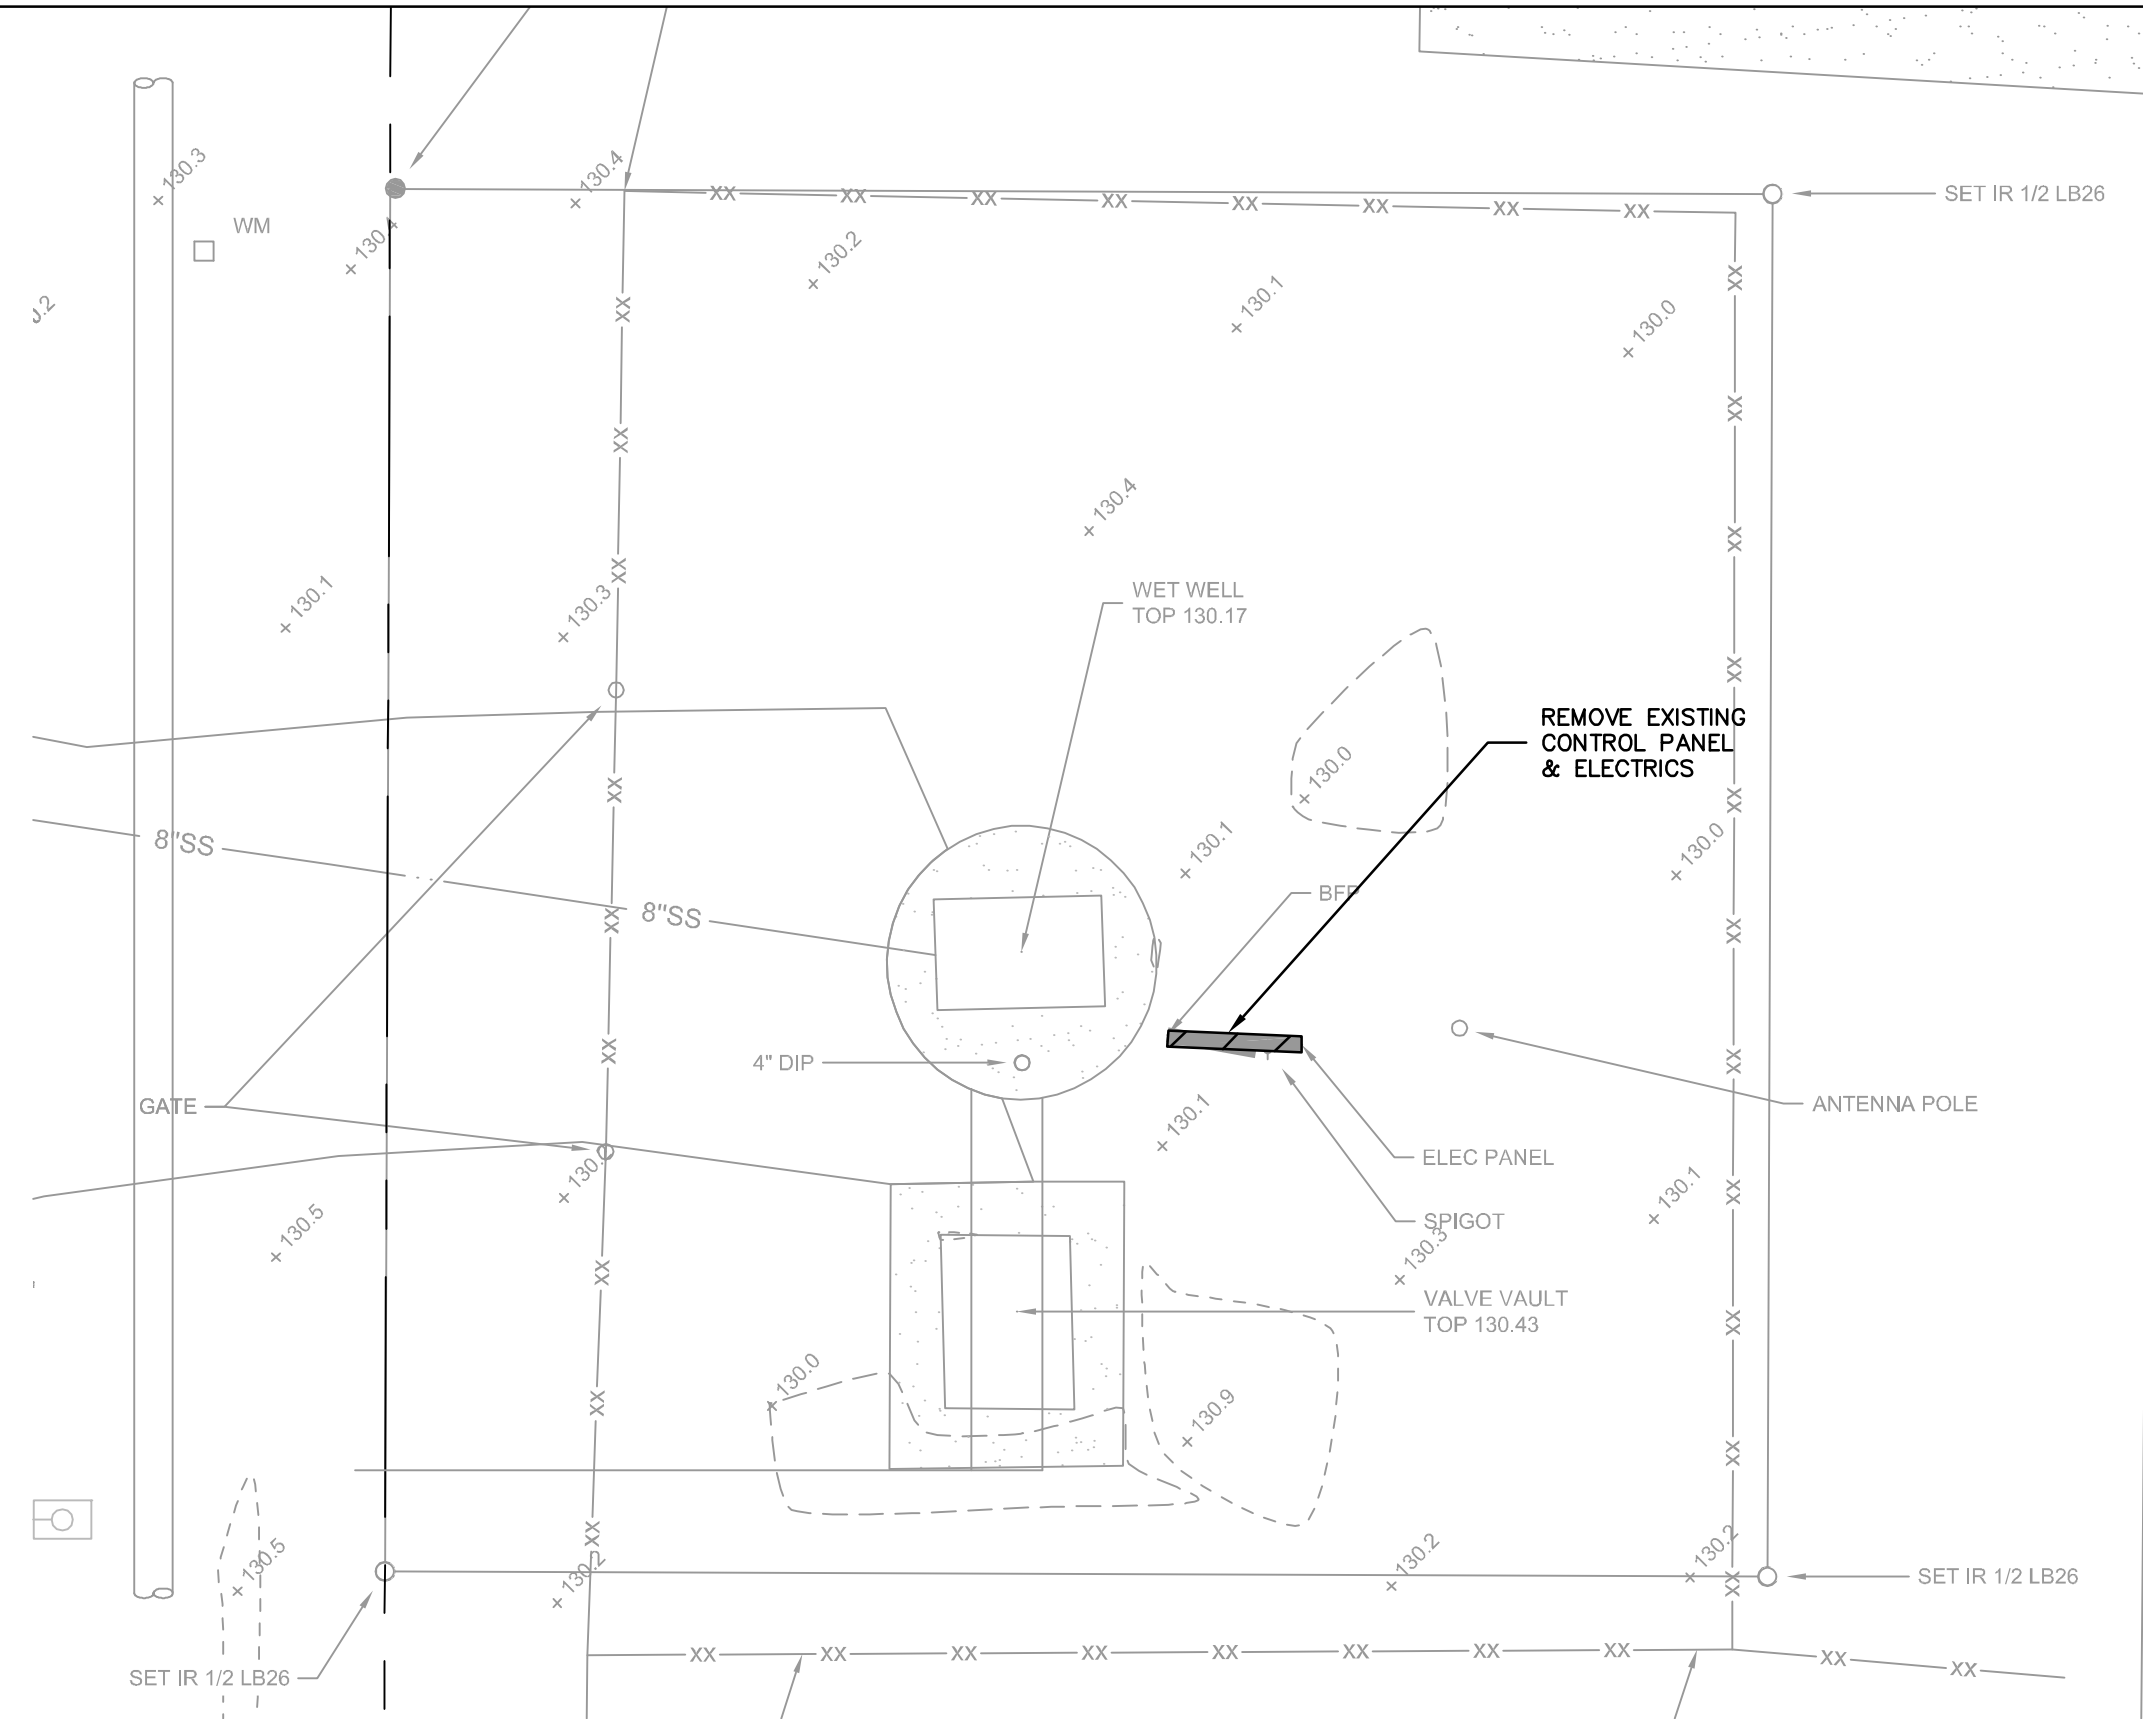 130.3
130.4
SET IR 1/2 LB26
WM
130.4
130.2
130.1
130.0
130.4
WET WELL
TOP 130.17
130.1
130.3
REMOVE EXISTING
CONTROL PANEL
& ELECTRICS
130.0
130.0
130.1
8"SS
8"SS
BFP
4" DIP
GATE
ANTENNA POLE
130.1
ELEC PANEL
130.1
SPIGOT
130.5
130.3
VALVE VAULT
TOP 130.43
130.0
130.9
130.5
130.2
130.2
130.2
SET IR 1/2 LB26
SET IR 1/2 LB26
XX XX XX XX XX XX XX XX
XX XX XX XX XX XX XX XX XX XX
XX XX XX XX XX XX XX XX XX XX XX
XX XX XX XX XX XX XX XX XX XX